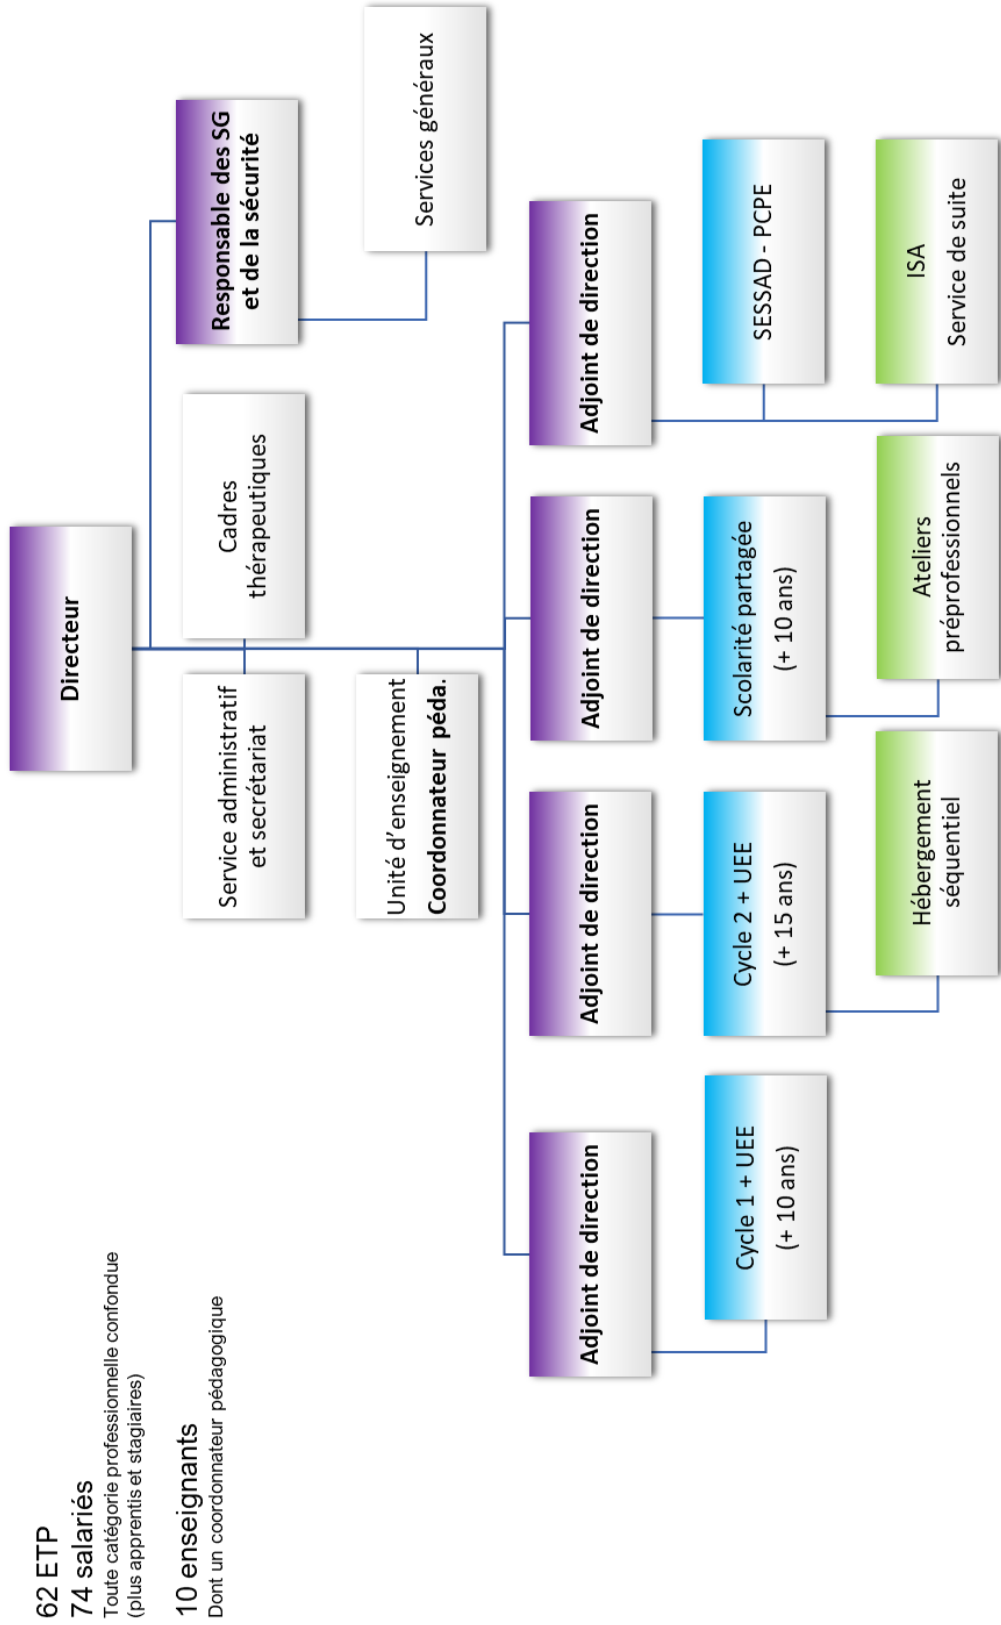 62 ETP
74 salariés
Toute catégorie professionnelle confondue
(plus apprentis et stagiaires)
10 enseignants
Dont un coordonnateur pédagogique
Directeur
Responsable des SG
et de la sécurité
Service administratif
et secrétariat
Cadres
thérapeutiques
Services généraux
Unité d'enseignement
Coordonnateur péda.
Adjoint de direction
Adjoint de direction
Adjoint de direction
Adjoint de direction
Cycle 1 + UEE
(+ 10 ans)
Cycle 2 + UEE
(+ 15 ans)
Scolarité partagée
(+ 10 ans)
SESSAD - PCPE
Hébergement
séquentiel
Ateliers
préprofessionnels
ISA
Service de suite